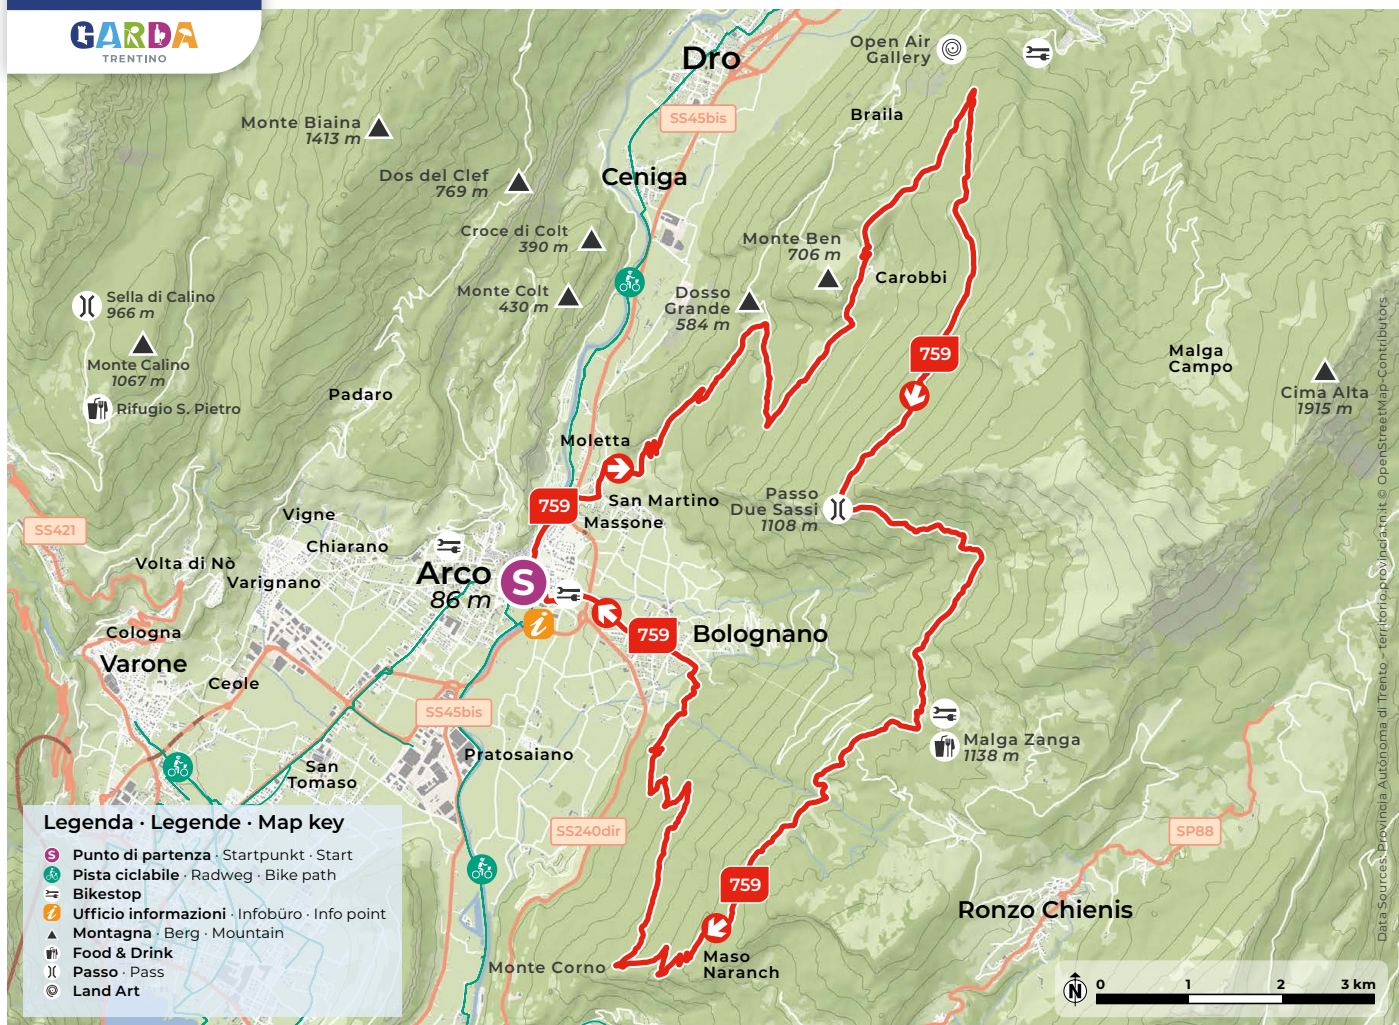 GARDA
TRENTINO
Dro
Open Air
Gallery
SS45bis
Braila
Monte Biaina
1413 m
Dos del Clef
769 m
Ceniga
Croce di Colt
390 m
Monte Ben
706 m
Carobbi
Sella di Calino
966 m
Monte Colt
430 m
Dosso
Grande
584 m
Monte Calino
1067 m
759
Malga
Campo
Cima Alta
1915 m
Rifugio S. Pietro
Padaro
Moletta
759
San Martino
Massone
Passo
Due Sassi
1108 m
SS421
Vigne
Chiarano
Volta di Nò
Varignano
Arco
86 m
S
i
Cologna
Varone
Ceole
759
Bolognano
SS45bis
Pratosaiano
San
Tomaso
Malga Zanga
1138 m
SS240dir
SP88
759
Ronzo Chienis
Monte Corno
Maso
Naranch
Legenda · Legende · Map key
S Punto di partenza · Startpunkt · Start
Pista ciclabile · Radweg · Bike path
Bikestop
i Ufficio informazioni · Infobüro · Info point
Montagna · Berg · Mountain
Food & Drink
Passo · Pass
Land Art
N
0 1 2 3 km
Data Sources: Provincia Autonoma di Trento - territorio.provincia.tn.it © OpenStreetMap-Contributors